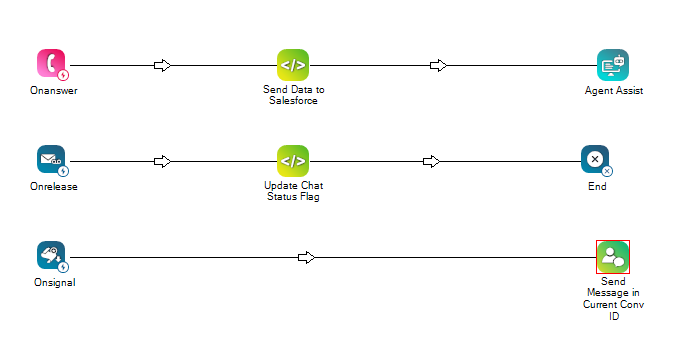 Onanswer
Send Data to
Salesforce
Agent Assist
Onrelease
Update Chat
Status Flag
End
Onsignal
Send
Message in
Current Conv
ID